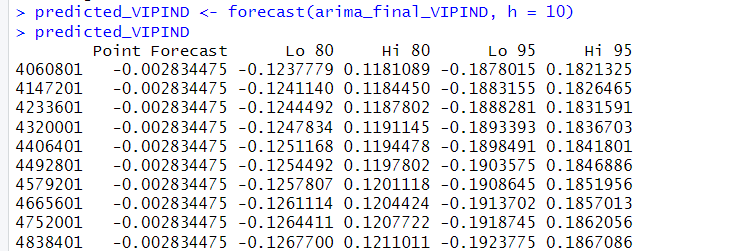 > predicted_VIPIND <- forecast(arima_final_VIPIND, h = 10)
> predicted_VIPIND
Point Forecast Lo 80 Hi 80 Lo 95 Hi 95
4060801 -0.002834475 -0.1237779 0.1181089 -0.1878015 0.1821325
4147201 -0.002834475 -0.1241140 0.1184450 -0.1883155 0.1826465
4233601 -0.002834475 -0.1244492 0.1187802 -0.1888281 0.1831591
4320001 -0.002834475 -0.1247834 0.1191145 -0.1893393 0.1836703
4406401 -0.002834475 -0.1251168 0.1194478 -0.1898491 0.1841801
4492801 -0.002834475 -0.1254492 0.1197802 -0.1903575 0.1846886
4579201 -0.002834475 -0.1257807 0.1201118 -0.1908645 0.1851956
4665601 -0.002834475 -0.1261114 0.1204424 -0.1913702 0.1857013
4752001 -0.002834475 -0.1264411 0.1207722 -0.1918745 0.1862056
4838401 -0.002834475 -0.1267700 0.1211011 -0.1923775 0.1867086